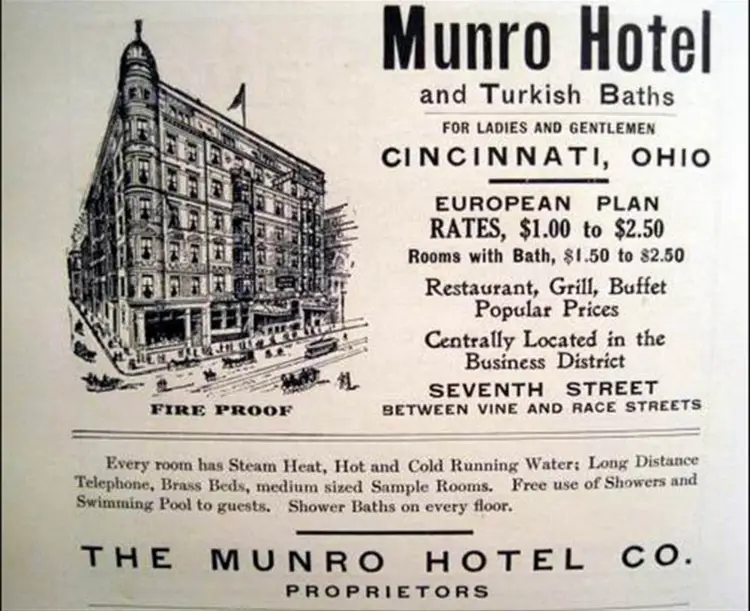 Munro Hotel
and Turkish Baths
FOR LADIES AND GENTLEMEN
CINCINNATI, OHIO
EUROPEAN PLAN
RATES, $1.00 to $2.50
Rooms with Bath, $1.50 to $2.50
Restaurant, Grill, Buffet
Popular Prices
Centrally Located in the
Business District
SEVENTH STREET
BETWEEN VINE AND RACE STREETS
FIRE PROOF
Every room has Steam Heat, Hot and Cold Running Water; Long Distance
Telephone, Brass Beds, medium sized Sample Rooms. Free use of Showers and
Swimming Pool to guests. Shower Baths on every floor.
THE MUNRO HOTEL CO.
PROPRIETORS